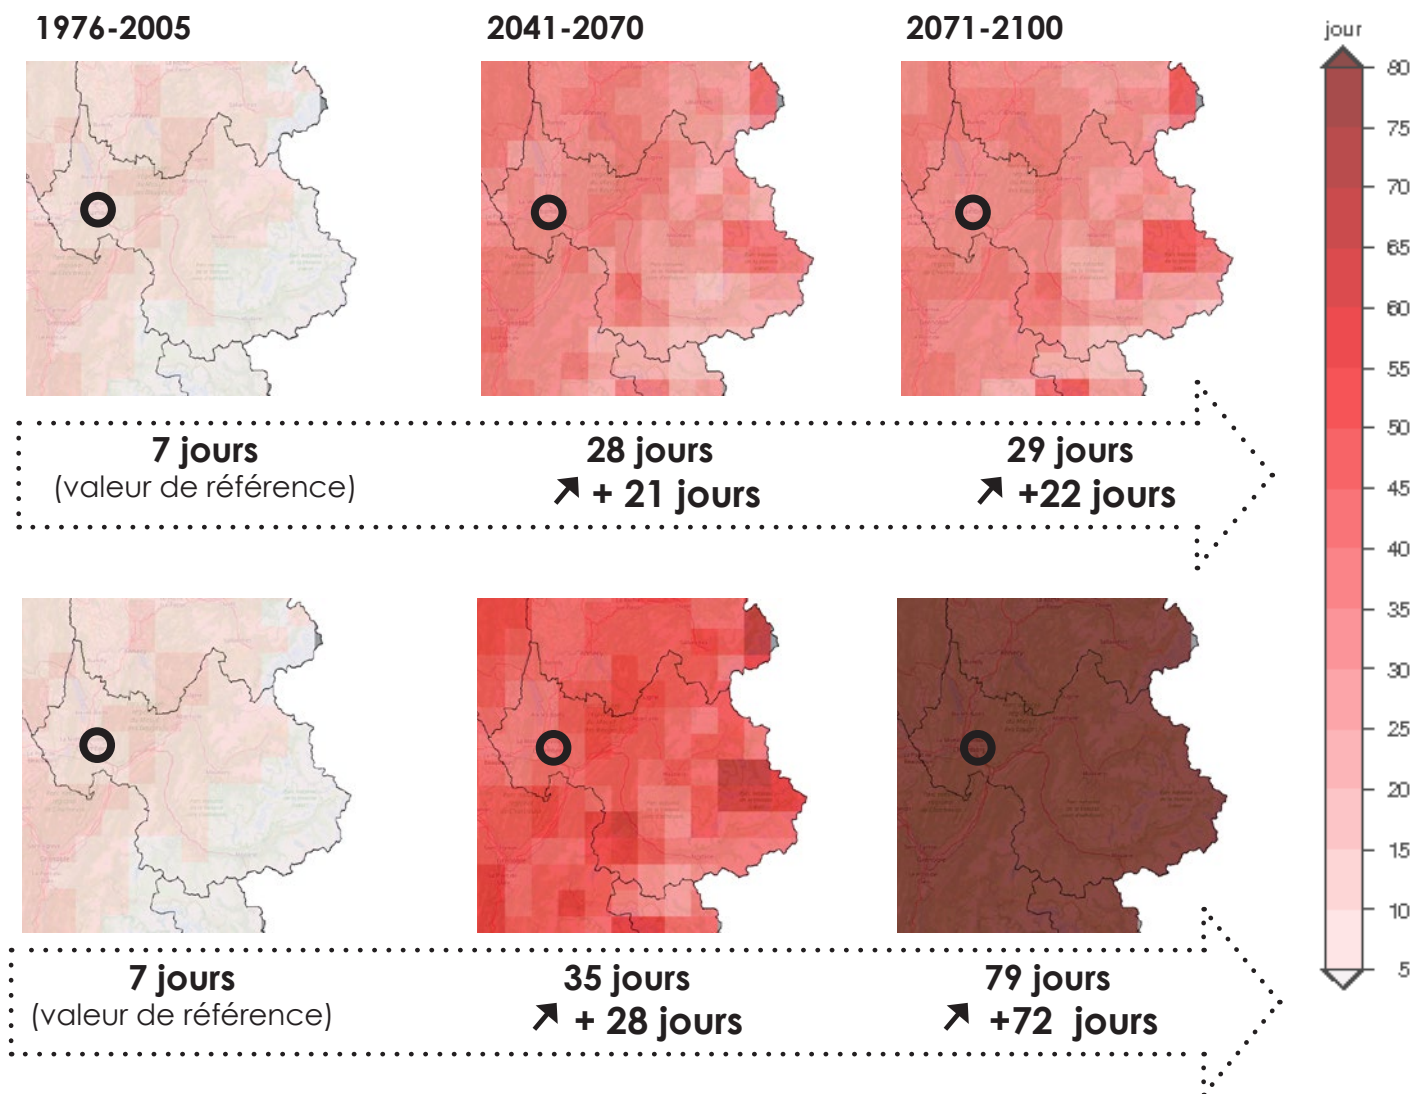 1976-2005
2041-2070
2071-2100
jour
80
75
70
65
60
55
50
45
40
35
30
25
20
15
10
5
7 jours
(valeur de référence)
28 jours
+ 21 jours
29 jours
+22 jours
7 jours
(valeur de référence)
35 jours
+ 28 jours
79 jours
+72 jours